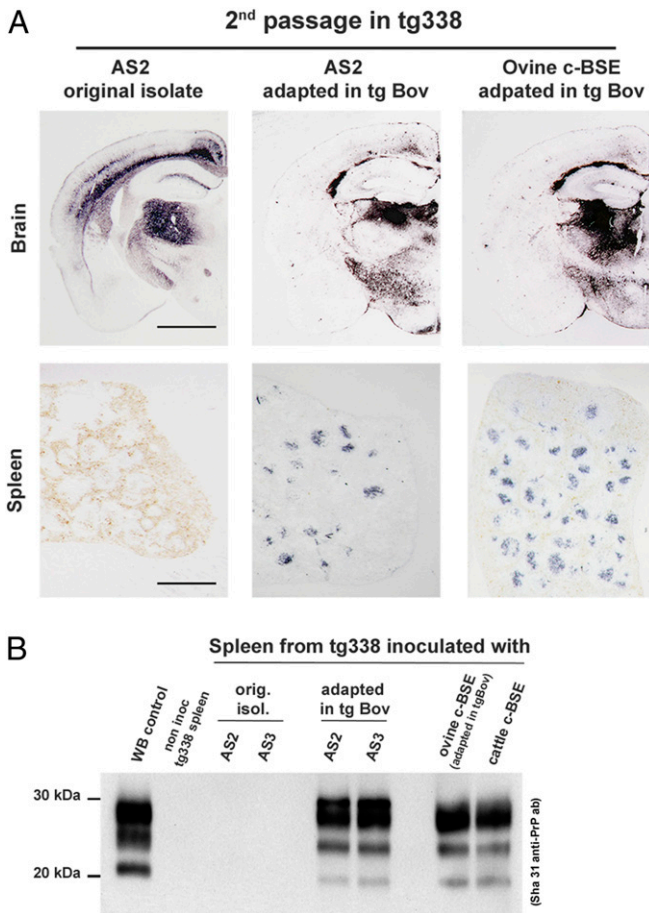 A
2nd passage in tg338
AS2
original isolate
AS2
adapted in tg Bov
Ovine c-BSE
adpated in tg Bov
Brain
Spleen
B
Spleen from tg338 inoculated with
orig.
isol.
adapted
in tg Bov
WB control
non inoc
tg338 spleen
AS2
AS3
AS2
AS3
ovine c-BSE
(adapted in tgBov)
cattle c-BSE
30 kDa
20 kDa
(Sha 31 anti-PrP ab)